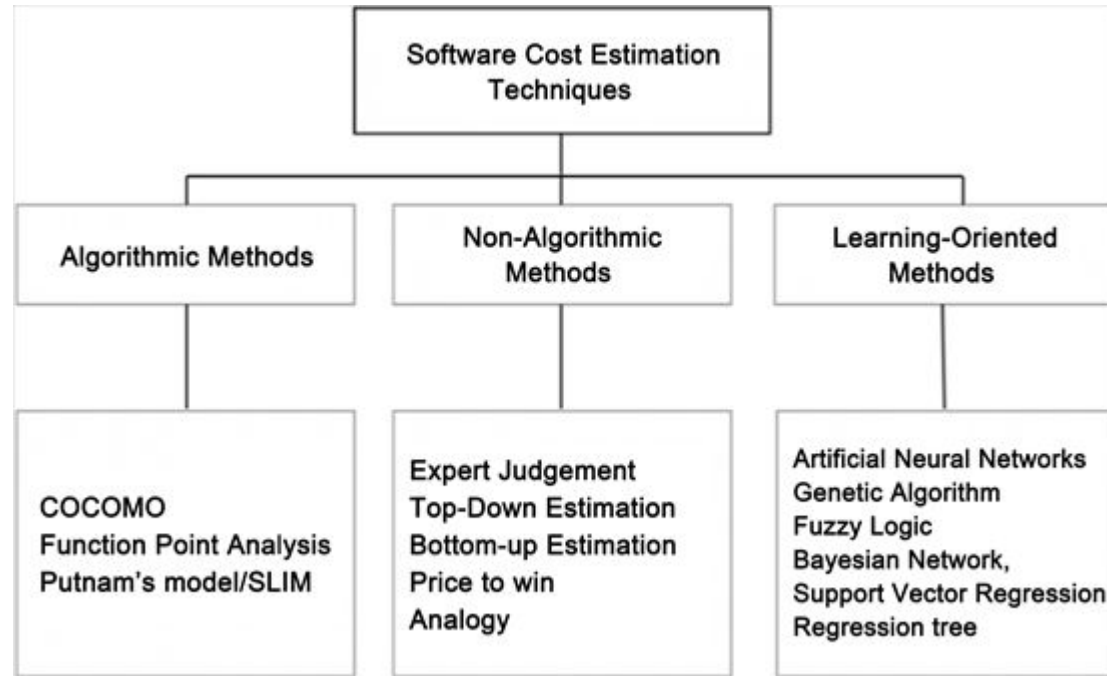 Software Cost Estimation
Techniques
Algorithmic Methods
Non-Algorithmic
Methods
Learning-Oriented
Methods
COCOMO
Function Point Analysis
Putnam's model/SLIM
Expert Judgement
Top-Down Estimation
Bottom-up Estimation
Price to win
Analogy
Artificial Neural Networks
Genetic Algorithm
Fuzzy Logic
Bayesian Network,
Support Vector Regression
Regression tree